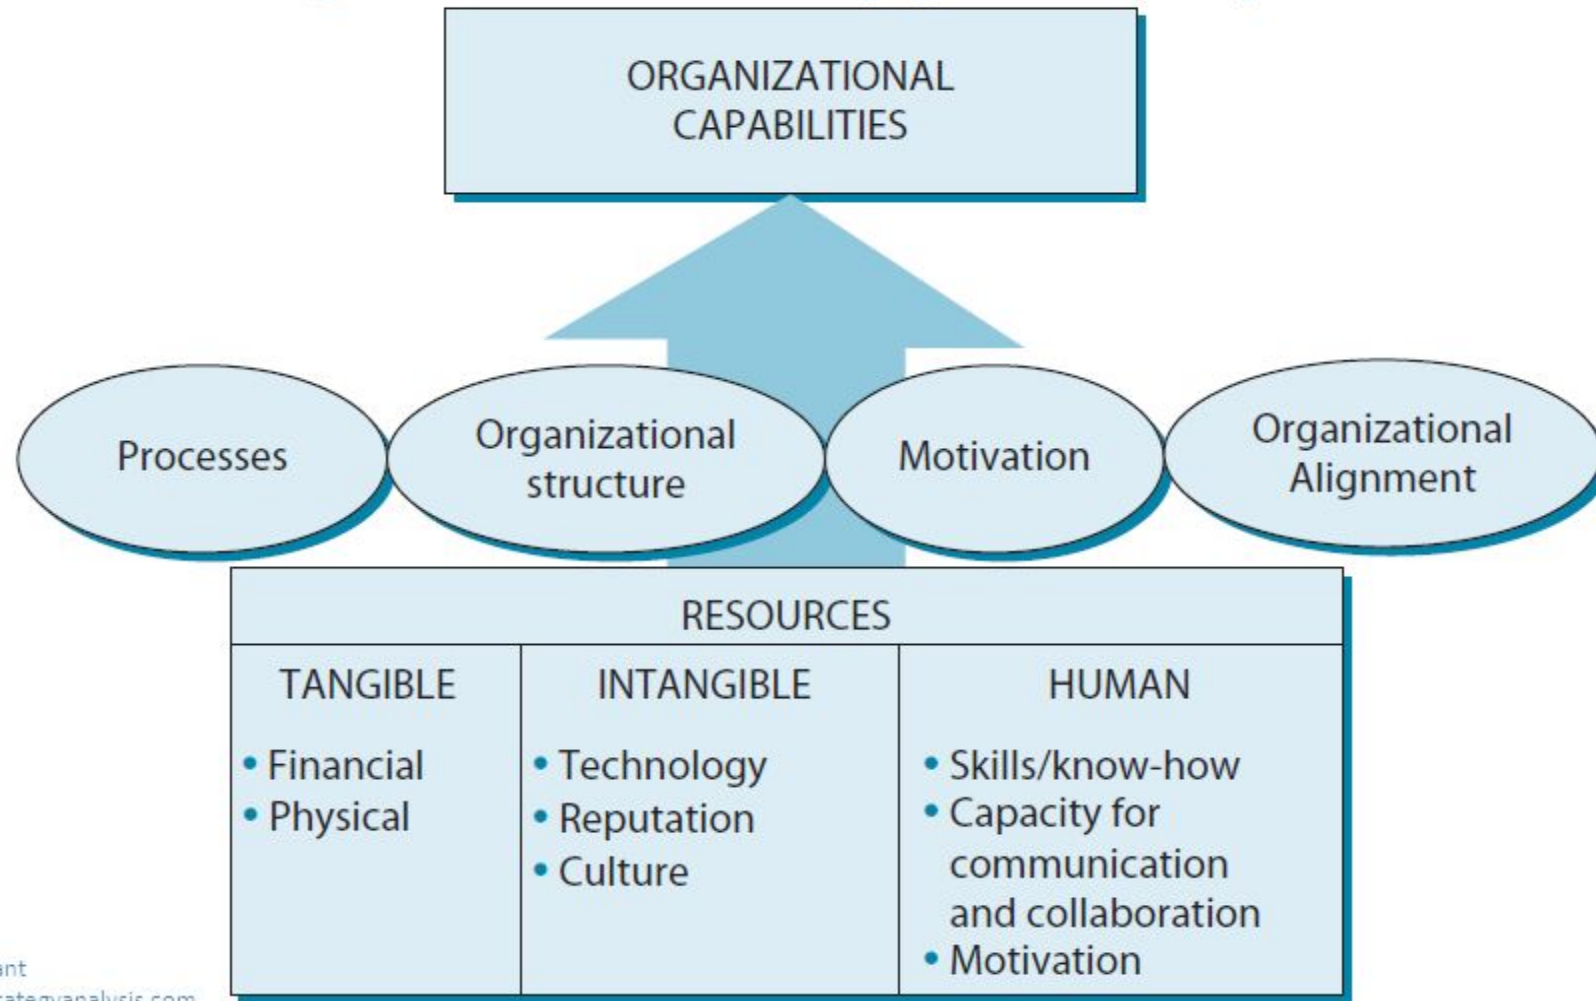 ORGANIZATIONAL
CAPABILITIES
Processes
Organizational
structure
Motivation
Organizational
Alignment
RESOURCES
TANGIBLE
• Financial
• Physical
INTANGIBLE
• Technology
• Reputation
• Culture
HUMAN
• Skills/know-how
• Capacity for
communication
and collaboration
• Motivation